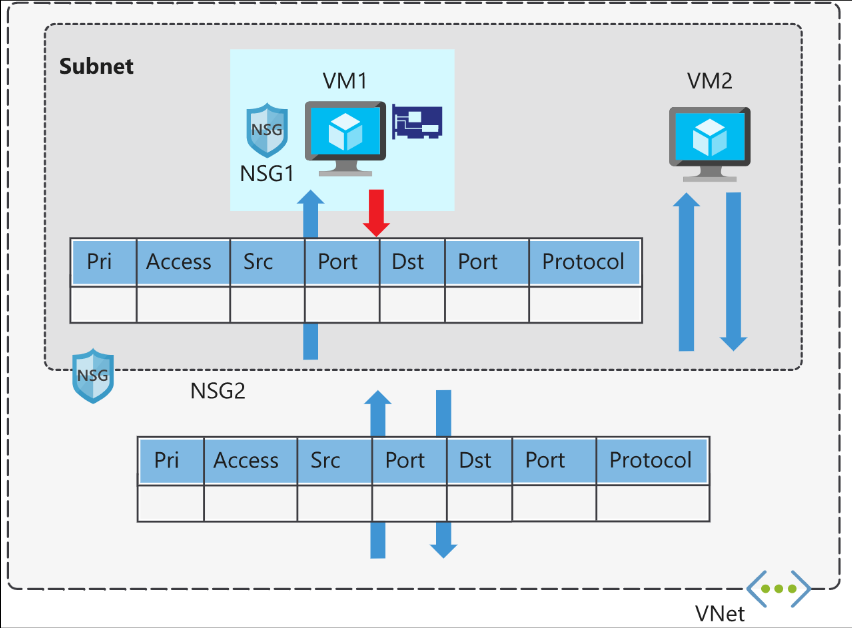 Subnet
VM1
VM2
NSG
NSG1
Pri Access Src Port Dst Port Protocol
NSG
NSG2
Pri Access Src Port Dst Port Protocol
VNet